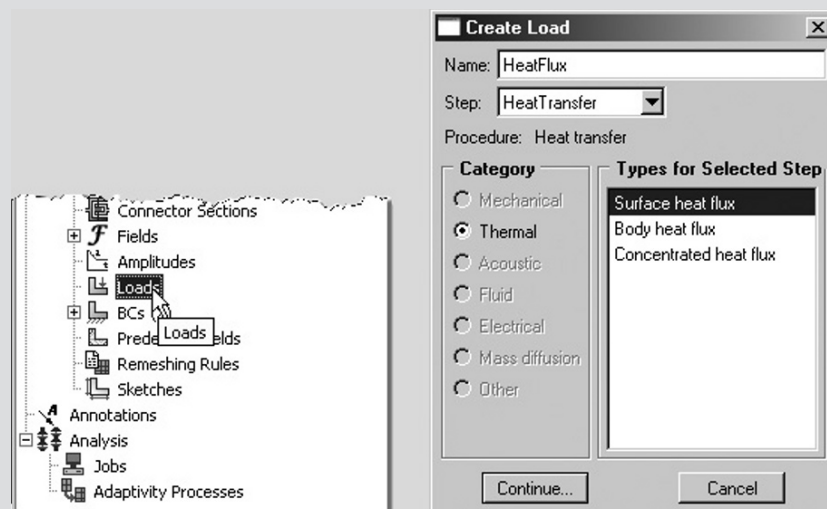 Connector Sections
Fields
Amplitudes
Loads
BCs
Loads
Remeshing Rules
Sketches
Annotations
Analysis
Jobs
Adaptivity Processes
Create Load
Name: HeatFlux
Step: HeatTransfer
Procedure: Heat transfer
Category
Mechanical
Thermal
Acoustic
Fluid
Electrical
Mass diffusion
Other
Types for Selected Step
Surface heat flux
Body heat flux
Concentrated heat flux
Continue...
Cancel